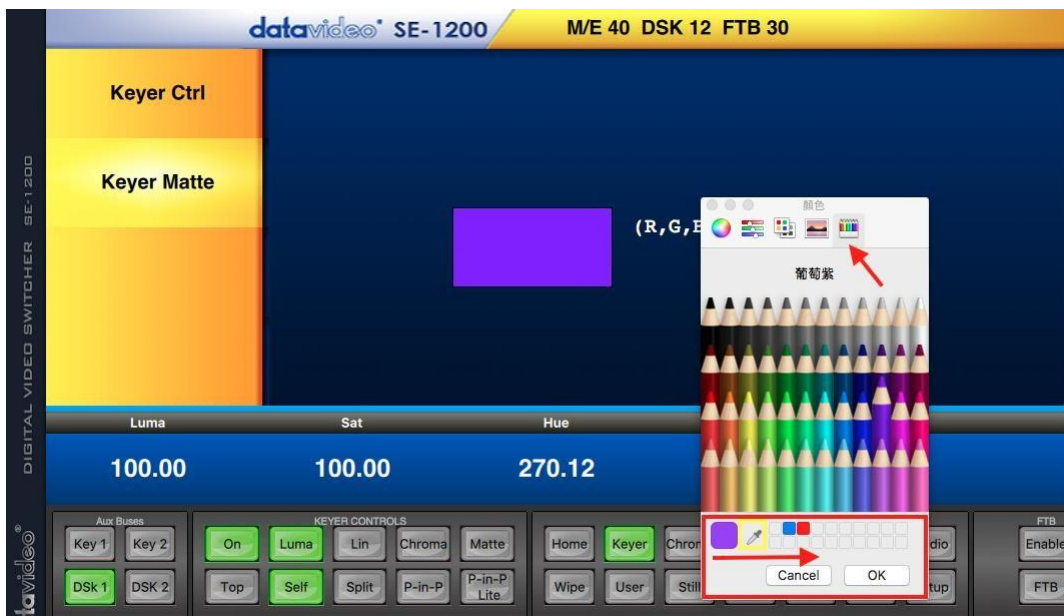 datavideo® SE-1200
M/E 40 DSK 12 FTB 30
Keyer Ctrl
Keyer Matte
DIGITAL VIDEO SWITCHER SE-1200
(R,G,
顏色
葡萄紫
Luma Sat Hue
100.00 100.00 270.12
Aux Buses
Key 1 Key 2
DSk 1 DSK 2
KEYER CONTROLS
On Luma Lin Chroma Matte
Top Self Split P-in-P P-in-P Lite
Home Keyer Chrom
Wipe User Still
dio
tup
Cancel OK
FTB
Enable
FTB
tavideo®